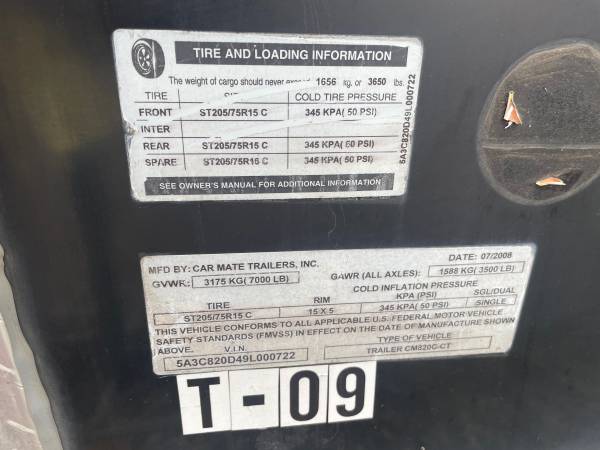 TIRE AND LOADING INFORMATION
The weight of cargo should never exceed 1656 kg. or 3650 lbs.
TIRE SIZE COLD TIRE PRESSURE
FRONT ST205/75R15 C 345 KPA( 50 PSI)
INTER
REAR ST205/75R15 C 345 KPA( 50 PSI)
SPARE ST205/75R15 C 345 KPA( 50 PSI)
SEE OWNER'S MANUAL FOR ADDITIONAL INFORMATION
5A3C820D49L000722
MFD BY: CAR MATE TRAILERS, INC. DATE: 07/2008
GVWR: 3175 KG( 7000 LB) GAWR (ALL AXLES): 1588 KG( 3500 LB)
COLD INFLATION PRESSURE
TIRE RIM KPA (PSI) SGL/DUAL
ST205/75R15 C 15 X 5 345 KPA( 50 PSI) SINGLE
THIS VEHICLE CONFORMS TO ALL APPLICABLE U.S. FEDERAL MOTOR VEHICLE
SAFETY STANDARDS (FMVSS) IN EFFECT ON THE DATE OF MANUFACTURE SHOWN
ABOVE. V.I.N. TYPE OF VEHICLE
5A3C820D49L000722 TRAILER CM820C-CT
T-09